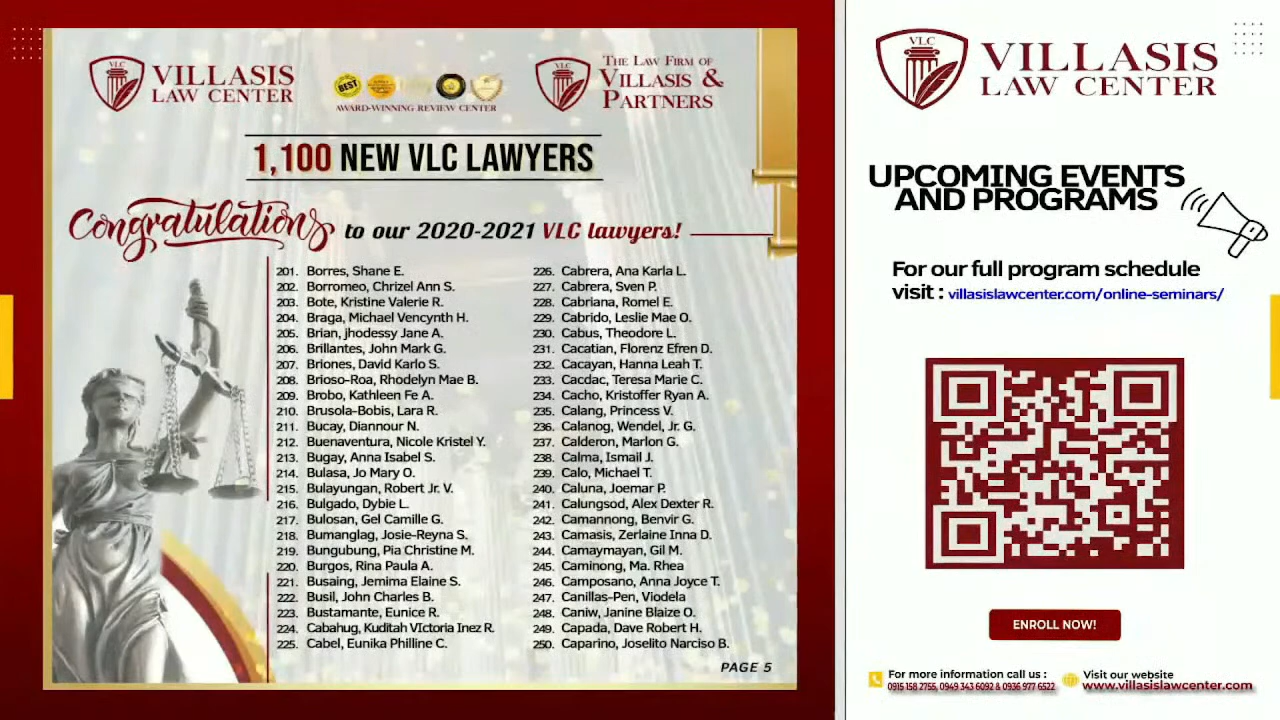 VLC
VILLASIS
LAW CENTER
BEST
AWARD-WINNING REVIEW CENTER
VLC
THE LAW FIRM OF
VILLASIS &
PARTNERS
1,100 NEW VLC LAWYERS
Congratulations to our 2020-2021 VLC lawyers!
201. Borres, Shane E.
202. Borromeo, Chrizel Ann S.
203. Bote, Kristine Valerie R.
204. Braga, Michael Vencynth H.
205. Brian, jhodessy Jane A.
206. Brillantes, John Mark G.
207. Briones, David Karlo S.
208. Brioso-Roa, Rhodelyn Mae B.
209. Brobo, Kathleen Fe A.
210. Brusola-Bobis, Lara R.
211. Bucay, Diannour N.
212. Buenaventura, Nicole Kristel Y.
213. Bugay, Anna Isabel S.
214. Bulasa, Jo Mary O.
215. Bulayungan, Robert Jr. V.
216. Bulgado, Dybie L.
217. Bulosan, Gel Camille G.
218. Bumanglag, Josie-Reyna S.
219. Bungubung, Pia Christine M.
220. Burgos, Rina Paula A.
221. Busaing, Jemima Elaine S.
222. Busil, John Charles B.
223. Bustamante, Eunice R.
224. Cabahug, Kuditah VIctoria Inez R.
225. Cabel, Eunika Philline C.
226. Cabrera, Ana Karla L.
227. Cabrera, Sven P.
228. Cabriana, Romel E.
229. Cabrido, Leslie Mae O.
230. Cabus, Theodore L.
231. Cacatian, Florenz Efren D.
232. Cacayan, Hanna Leah T.
233. Cacdac, Teresa Marie C.
234. Cacho, Kristoffer Ryan A.
235. Calang, Princess V.
236. Calanog, Wendel, Jr. G.
237. Calderon, Marlon G.
238. Calma, Ismail J.
239. Calo, Michael T.
240. Caluna, Joemar P.
241. Calungsod, Alex Dexter R.
242. Camannong, Benvir G.
243. Camasis, Zerlaine Inna D.
244. Camaymayan, Gil M.
245. Caminong, Ma. Rhea
246. Camposano, Anna Joyce T.
247. Canillas-Pen, Viodela
248. Caniw, Janine Blaize O.
249. Capada, Dave Robert H.
250. Caparino, Joselito Narciso B.
PAGE 5
VLC
VILLASIS
LAW CENTER
UPCOMING EVENTS
AND PROGRAMS
For our full program schedule
visit : villasislawcenter.com/online-seminars/
ENROLL NOW!
For more information call us :
0915 158 2755, 0949 343 6092 & 0936 977 6522
Visit our website
www.villasislawcenter.com